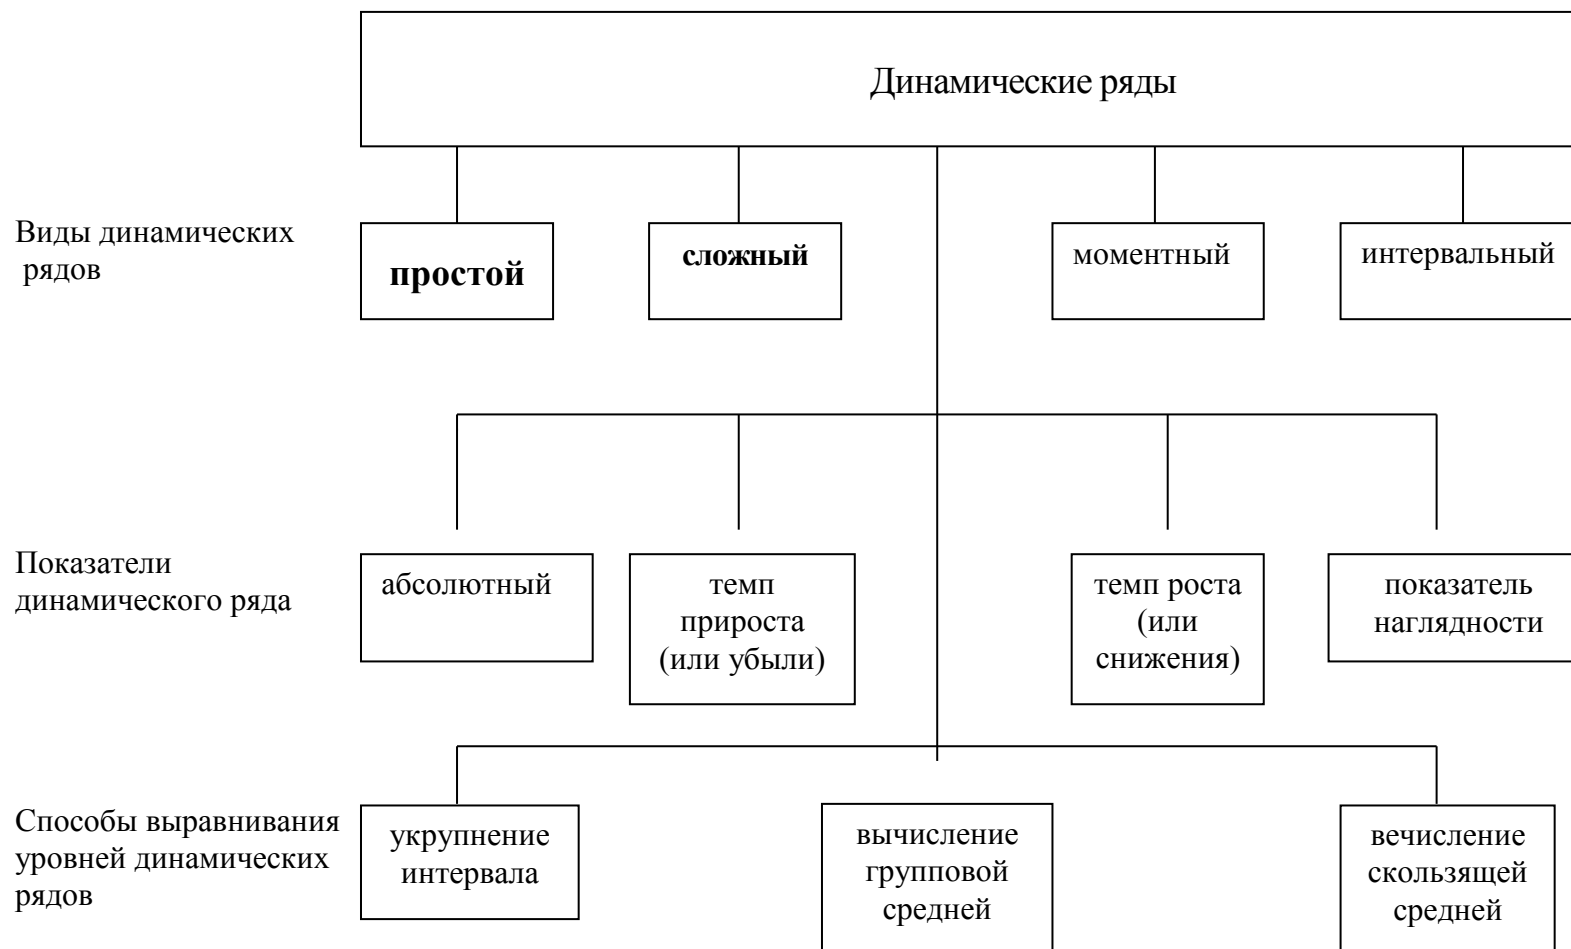 Динамические ряды
Виды динамических
рядов
простой
сложный
моментный
интервальный
Показатели
динамического ряда
абсолютный
темп
прироста
(или убыли)
темп роста
(или
снижения)
показатель
наглядности
Способы выравнивания
уровней динамических
рядов
укрупнение
интервала
вычисление
групповой
средней
вечисление
скользящей
средней